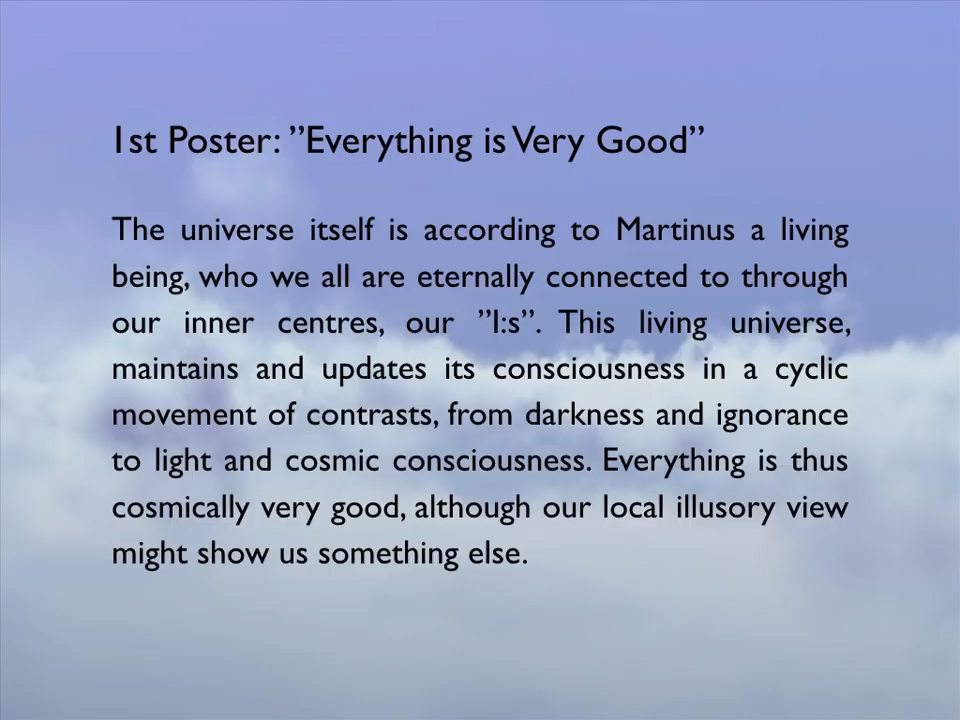 1st Poster: ”Everything is Very Good”
The universe itself is according to Martinus a living
being, who we all are eternally connected to through
our inner centres, our ”I:s”. This living universe,
maintains and updates its consciousness in a cyclic
movement of contrasts, from darkness and ignorance
to light and cosmic consciousness. Everything is thus
cosmically very good, although our local illusory view
might show us something else.